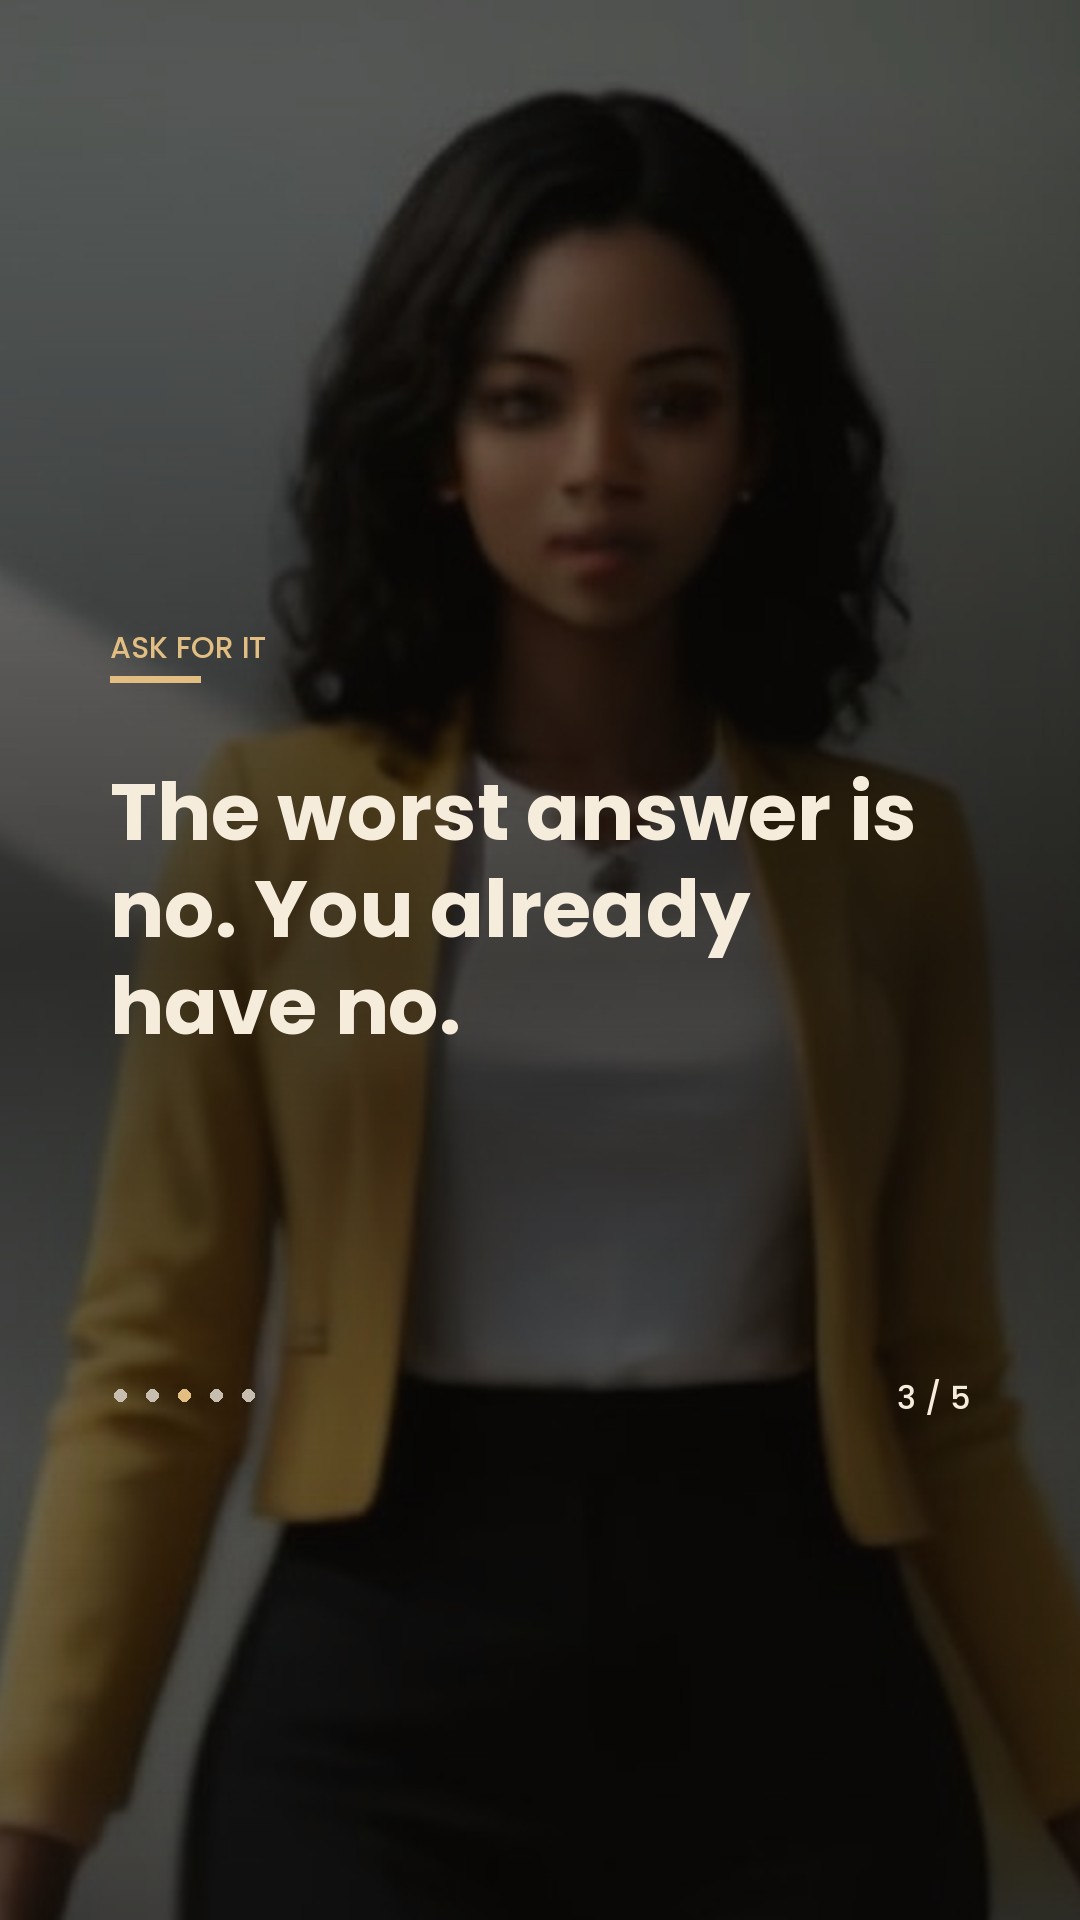 ASK FOR IT
The worst answer is
no. You already
have no.
3 / 5